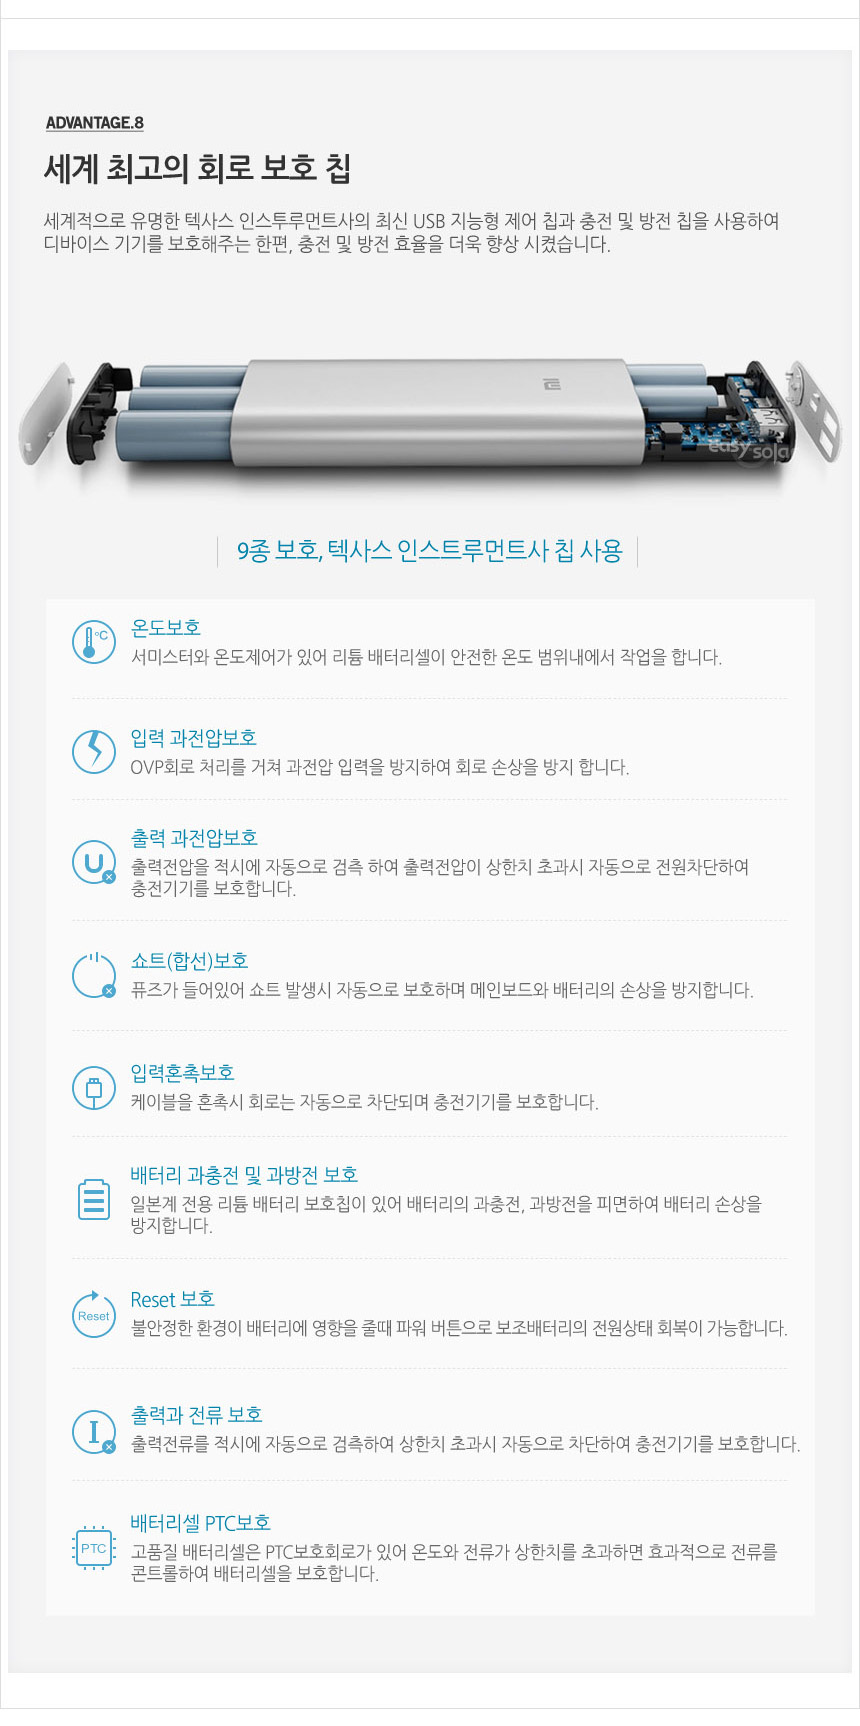 ADVANTAGE.8
세계 최고의 회로 보호 칩
세계적으로 유명한 텍사스 인스투루먼트사의 최신 USB 지능형 제어 칩과 충전 및 방전 칩을 사용하여
디바이스 기기를 보호해주는 한편, 충전 및 방전 효율을 더욱 향상 시켰습니다.
easy sola
9종 보호, 텍사스 인스트루먼트사 칩 사용
°C
온도보호
서미스터와 온도제어가 있어 리튬 배터리셀이 안전한 온도 범위내에서 작업을 합니다.
입력 과전압보호
OVP회로 처리를 거쳐 과전압 입력을 방지하여 회로 손상을 방지 합니다.
U
출력 과전압보호
출력전압을 적시에 자동으로 검측 하여 출력전압이 상한치 초과시 자동으로 전원차단하여
충전기기를 보호합니다.
쇼트(합선)보호
퓨즈가 들어있어 쇼트 발생시 자동으로 보호하며 메인보드와 배터리의 손상을 방지합니다.
입력혼촉보호
케이블을 혼촉시 회로는 자동으로 차단되며 충전기기를 보호합니다.
배터리 과충전 및 과방전 보호
일본계 전용 리튬 배터리 보호칩이 있어 배터리의 과충전, 과방전을 피면하여 배터리 손상을
방지합니다.
Reset
Reset 보호
불안정한 환경이 배터리에 영향을 줄때 파워 버튼으로 보조배터리의 전원상태 회복이 가능합니다.
I
출력과 전류 보호
출력전류를 적시에 자동으로 검측하여 상한치 초과시 자동으로 차단하여 충전기기를 보호합니다.
PTC
배터리셀 PTC보호
고품질 배터리셀은 PTC보호회로가 있어 온도와 전류가 상한치를 초과하면 효과적으로 전류를
콘트롤하여 배터리셀을 보호합니다.